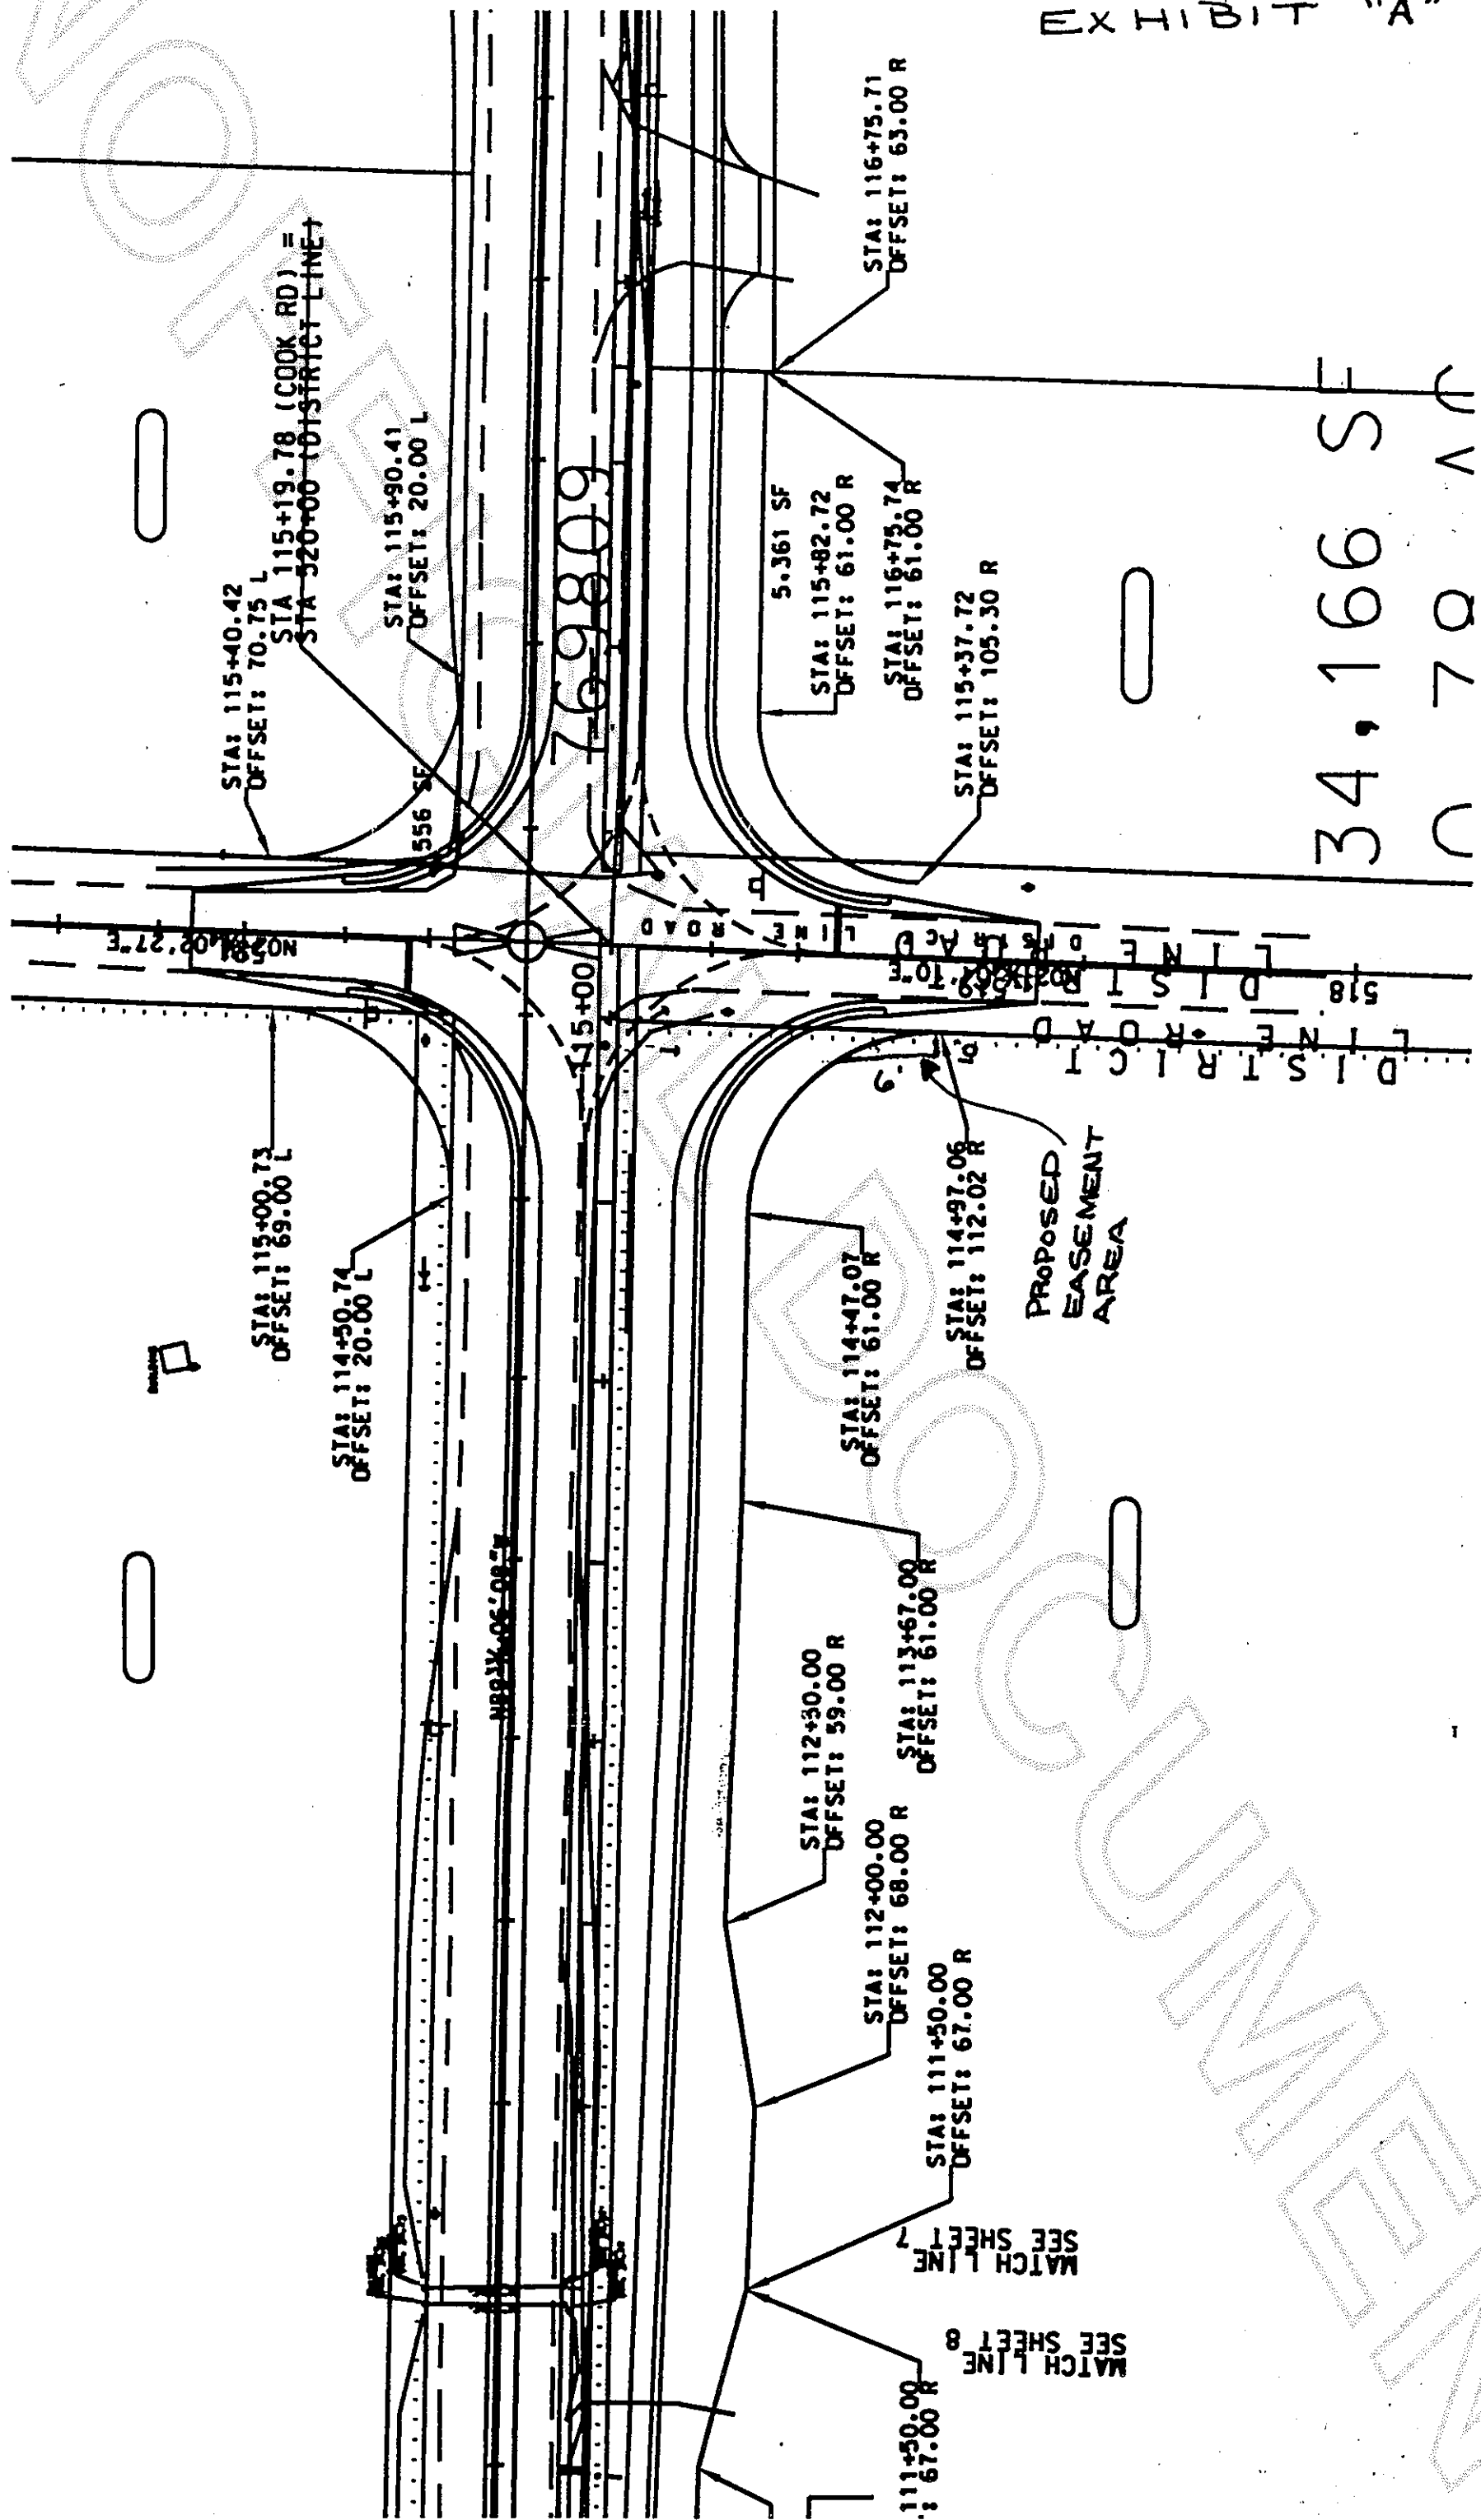 EXHIBIT "A"
STA: 116+75.71
OFFSET: 63.00 R
STA 115+19.78 (COOK RD) =
STA 520+00 (DISTRICT LINE)
STA: 115+40.42
OFFSET: 70.75 L
STA: 115+90.41
OFFSET: 20.00 L
769809
556 SF
5.361 SF
STA: 115+82.72
OFFSET: 61.00 R
STA: 116+75.74
OFFSET: 61.00 R
STA: 115+37.72
OFFSET: 105.30 R
34,166 SF
LINE ROAD
115+00
518
DISTRICT
LINE ROAD
STA: 115+00.73
OFFSET: 69.00 L
STA: 114+50.74
OFFSET: 20.00 L
STA: 114+97.06
OFFSET: 112.02 R
PROPOSED
EASEMENT
AREA
STA: 114+47.07
OFFSET: 61.00 R
STA: 113+67.00
OFFSET: 61.00 R
STA: 112+30.00
OFFSET: 59.00 R
STA: 112+00.00
OFFSET: 68.00 R
STA: 111+50.00
OFFSET: 67.00 R
MATCH LINE
SEE SHEET 7
MATCH LINE
SEE SHEET 8
111+50.00
: 67.00 R
NOT
DOCUMEN